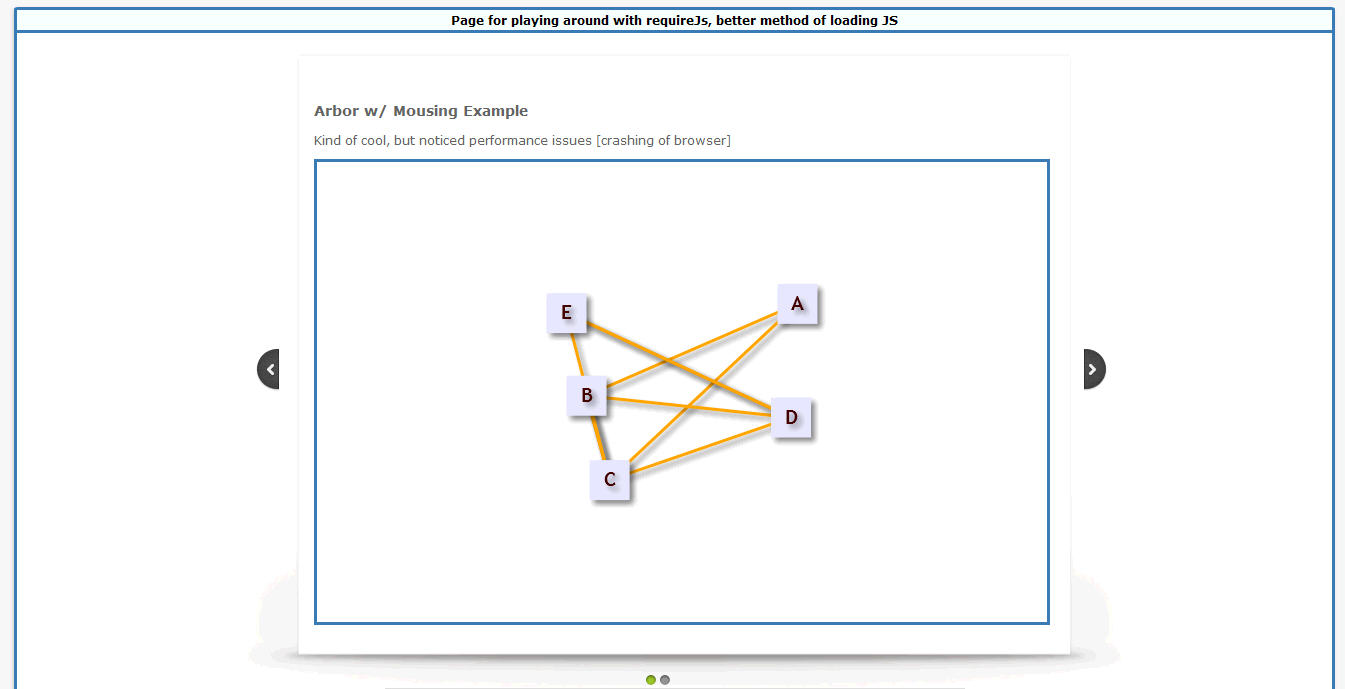 Page for playing around with requireJs, better method of loading JS
Arbor w/ Mousing Example
Kind of cool, but noticed performance issues [crashing of browser]
E
A
B
D
C